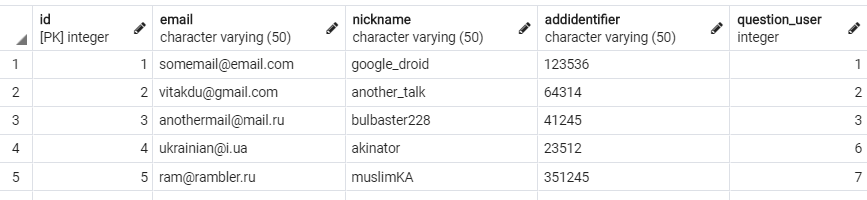 id email nickname addidentifier question_user
[PK] integer character varying (50) character varying (50) character varying (50) integer
1 1 somemail@email.com google_droid 123536 1
2 2 vitakdu@gmail.com another_talk 64314 2
3 3 anothermail@mail.ru bulbaster228 41245 3
4 4 ukrainian@i.ua akinator 23512 6
5 5 ram@rambler.ru muslimKA 351245 7